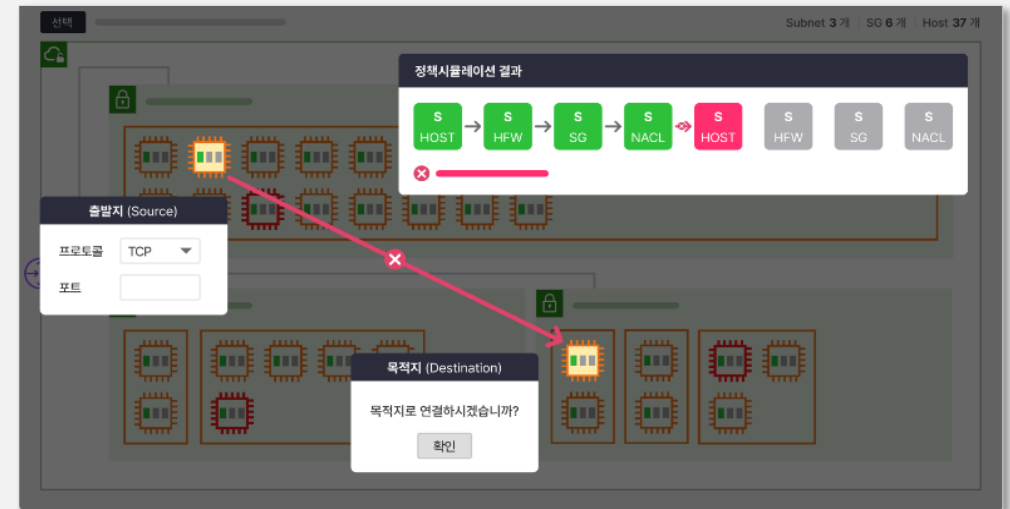 선택
Subnet 3 개 SG 6 개 Host 37 개
정책시뮬레이션 결과
S S S S S S S S
HOST HFW SG NACL HOST HFW SG NACL
출발지 (Source)
프로토콜 TCP
포트
목적지 (Destination)
목적지로 연결하시겠습니까?
확인